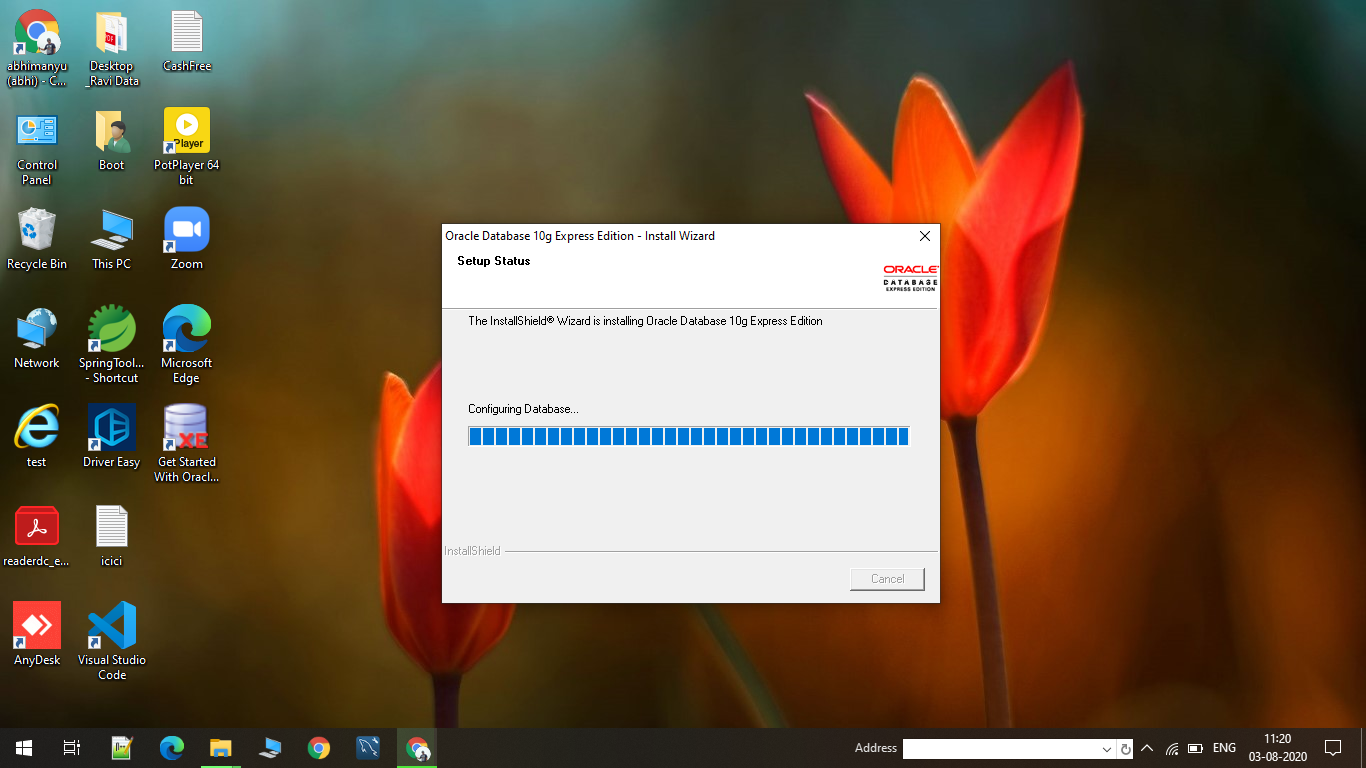 abhimanyu
(abhi) - C...
Desktop
_Ravi Data
CashFree
Control
Panel
Boot
Player
PotPlayer 64
bit
Recycle Bin
This PC
Zoom
Network
SpringTool...
- Shortcut
Microsoft
Edge
test
Driver Easy
XE
Get Started
With Oracl...
readerdc_e...
icici
AnyDesk
Visual Studio
Code
Oracle Database 10g Express Edition - Install Wizard
Setup Status
ORACLE
DATABASE
EXPRESS EDITION
The InstallShield® Wizard is installing Oracle Database 10g Express Edition
Configuring Database...
InstallShield
Cancel
Address
ENG
11:20
03-08-2020